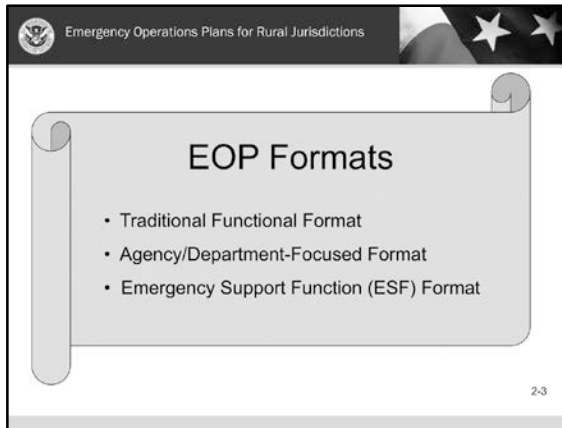 Emergency Operations Plans for Rural Jurisdictions
EOP Formats
• Traditional Functional Format
• Agency/Department-Focused Format
• Emergency Support Function (ESF) Format
2-3